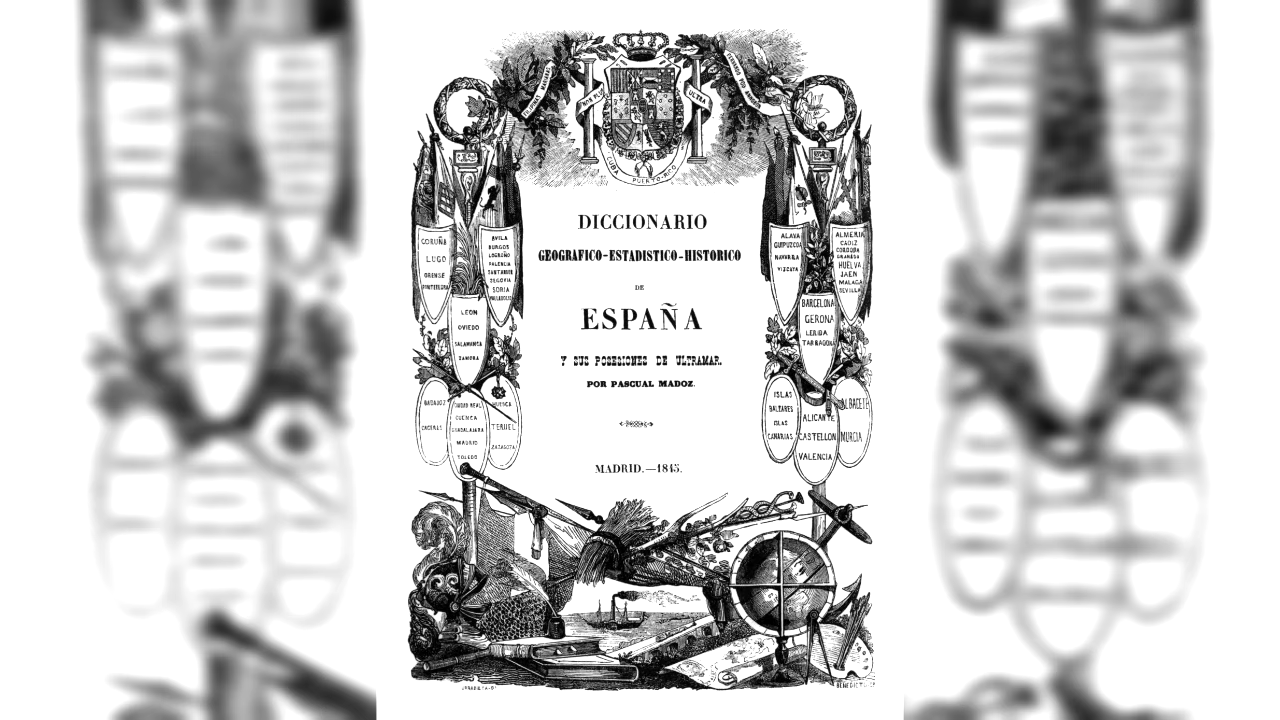 PLUS
ULTRA
CUBA
PUERTO-RICO
DICCIONARIO
GEOGRÁFICO-ESTADISTICO-HISTORICO
DE
ESPAÑA
Y SUS POSESIONES DE ULTRAMAR.
POR PASCUAL MADOZ.
MADRID.—1845.
CORUÑA
LUGO
ORENSE
PONTEVEDRA
AVILA
BURGOS
LOGROÑO
PALENCIA
SANTANDER
SEGOVIA
SORIA
VALLADOLID
LEON
OVIEDO
SALAMANCA
ZAMORA
BADAJOZ
CACERES
CIUDAD REAL
CUENCA
GUADALAJARA
MADRID
TOLEDO
HUESCA
TERUEL
ZARAGOZA
ALAVA
GUIPUZCOA
NAVARRA
VIZCAYA
ALMERIA
CADIZ
CORDOBA
GRANADA
HUELVA
JAEN
MALAGA
SEVILLA
BARCELONA
GERONA
LERIDA
TARRAGONA
ISLAS
BALEARES
ISLAS
CANARIAS
ALICANTE
CASTELLON
VALENCIA
ALBACETE
MURCIA